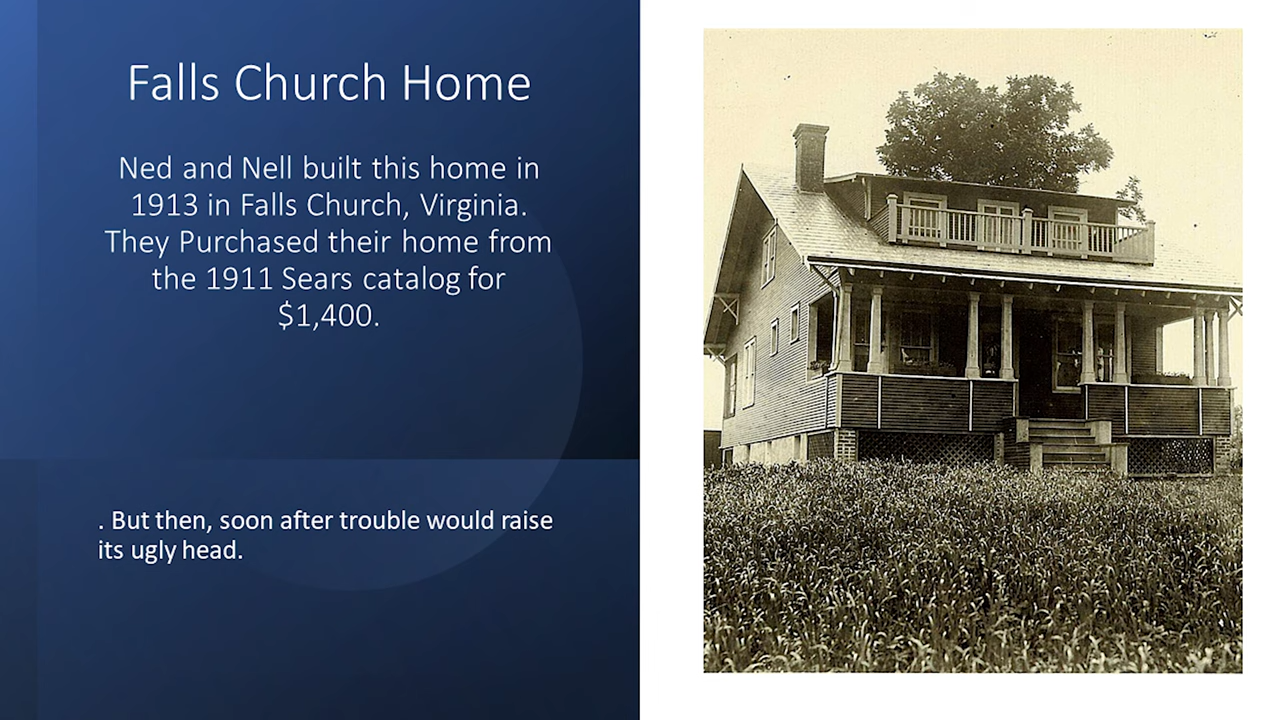 Falls Church Home
Ned and Nell built this home in
1913 in Falls Church, Virginia.
They Purchased their home from
the 1911 Sears catalog for
$1,400.
. But then, soon after trouble would raise
its ugly head.